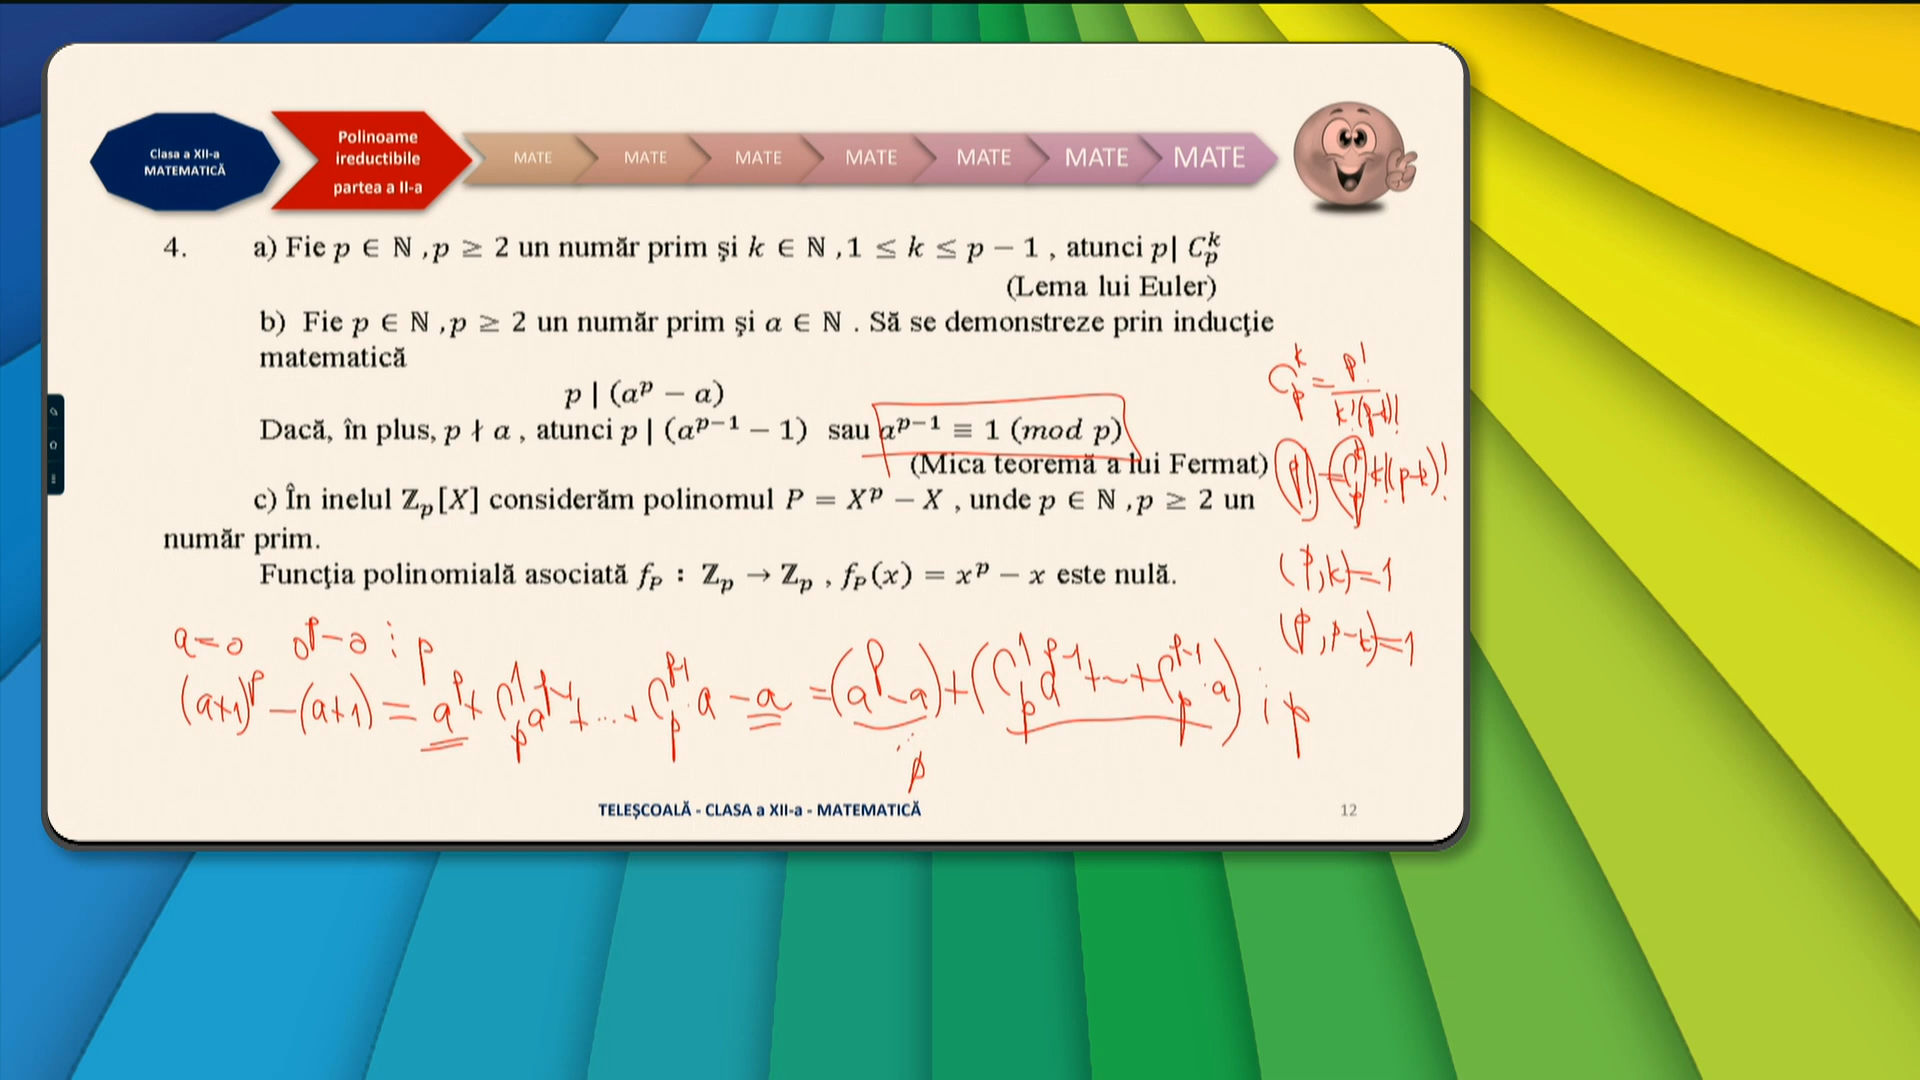 Clasa a XII-a
MATEMATICĂ
Polinoame
ireductibile
partea a II-a
MATE MATE MATE MATE MATE MATE MATE
4. a) Fie p ∈ ℕ , p ≥ 2 un număr prim şi k ∈ ℕ , 1 ≤ k ≤ p − 1 , atunci p| C_p^k
(Lema lui Euler)
b) Fie p ∈ ℕ , p ≥ 2 un număr prim şi a ∈ ℕ . Să se demonstreze prin inducţie
matematică
p | (a^p − a)
Dacă, în plus, p ∤ a , atunci p | (a^{p−1} − 1) sau a^{p−1} ≡ 1 (mod p)
(Mica teoremă a lui Fermat)
c) În inelul ℤ_p[X] considerăm polinomul P = X^p − X , unde p ∈ ℕ , p ≥ 2 un
număr prim.
Funcţia polinomială asociată f_P : ℤ_p → ℤ_p , f_P(x) = x^p − x este nulă.
C_p^k = p! / k!(p-k)!
p! = C_p^k k!(p-k)!
(p,k)=1
(p,p-k)=1
a=0 0^p-0 ⋮ p
(a+1)^p - (a+1) = a^p + C_p^1 a^{p-1} + ... + C_p^{p-1} a - a = (a^p - a) + (C_p^1 a^{p-1} + ... + C_p^{p-1} a) ⋮ p
⋮ p
TELEŞCOALĂ - CLASA a XII-a - MATEMATICĂ
12